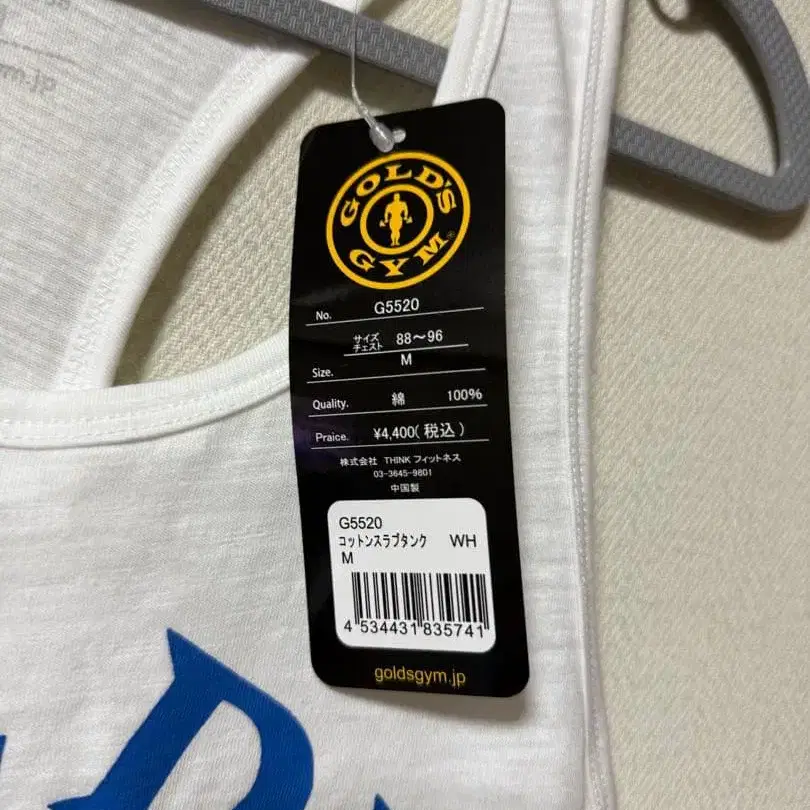 GOLD'S
GYM®
No. G5520
サイズ
チェスト 88〜96
Size. M
Quality. 綿 100%
Praice. ¥4,400(税込)
株式会社 THINK フィットネス
03-3645-9801
中国製
G5520
コットンスラブタンク WH
M
4 534431 835741
goldsgym.jp